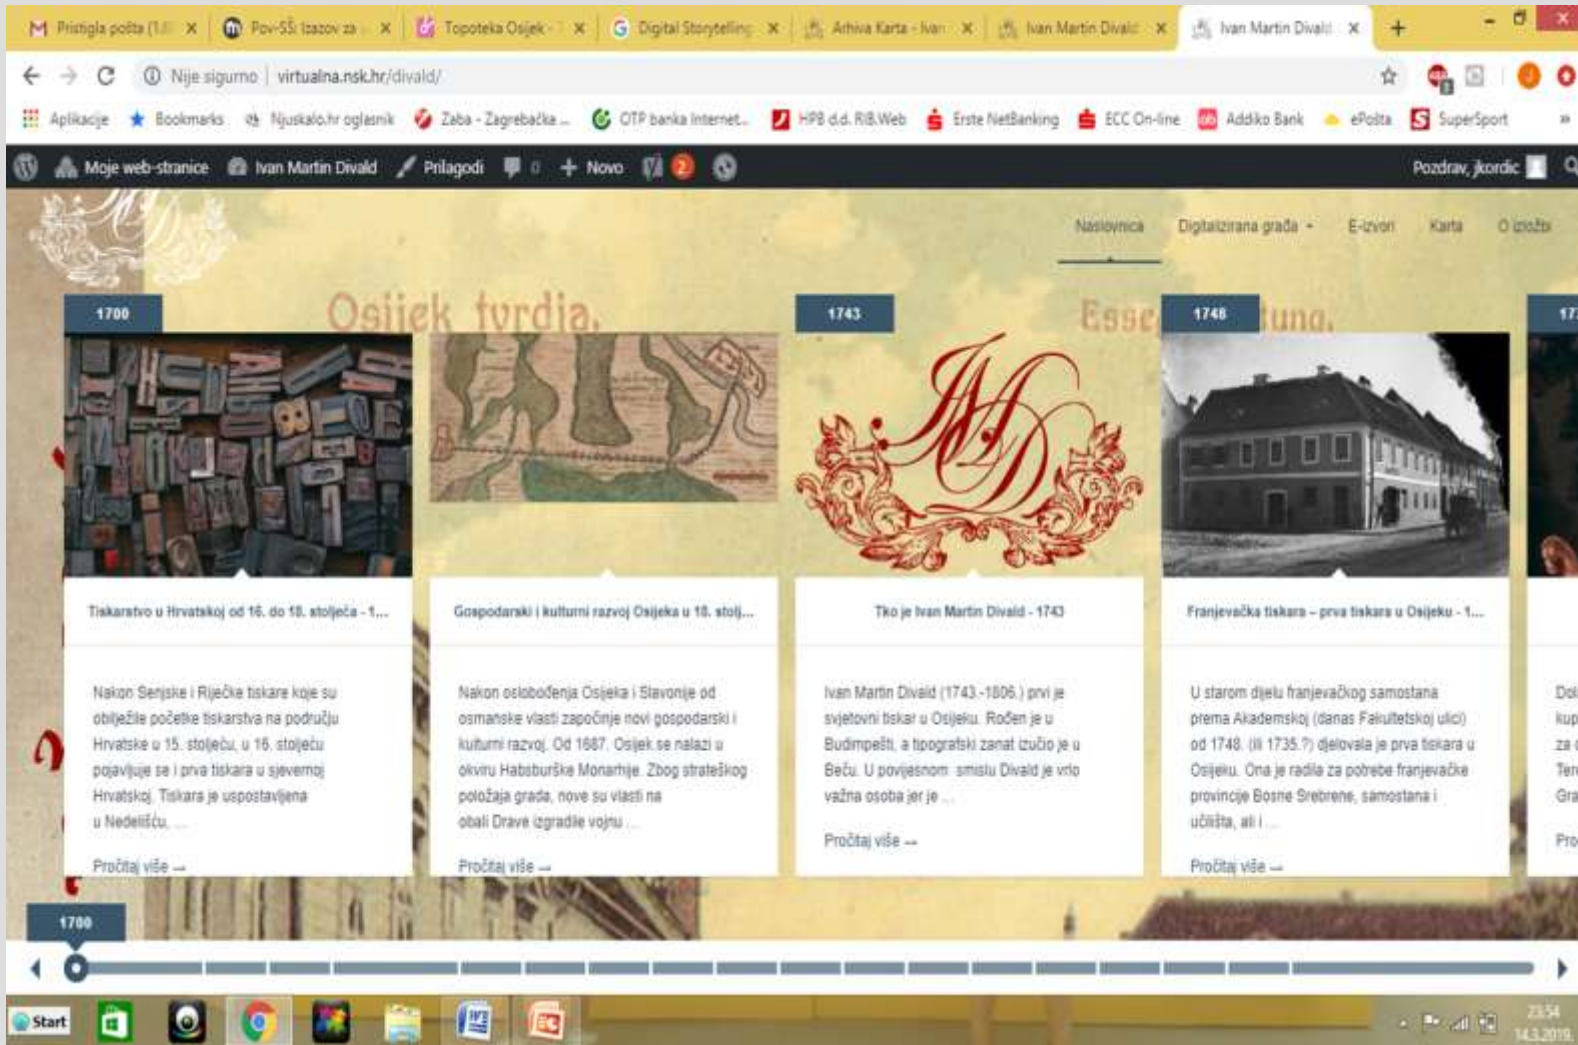 Pristigla pošta
Pov-SŠ: Izazov za
Topoteka Osijek -
Digital Storytelling
Arhiva Karta - Ivan
Ivan Martin Divald
Ivan Martin Divald
Nije sigurno | virtualna.nsk.hr/divald/
Aplikacije
Bookmarks
Njuskalo.hr oglasnik
Zaba - Zagrebačka ...
OTP banka Internet...
HPB d.d. RIB.Web
Erste NetBanking
ECC On-line
Addiko Bank
ePošta
SuperSport
»
Moje web-stranice
Ivan Martin Divald
Prilagodi
0
+ Novo
2
Pozdrav, jkordic
Naslovnica
Digitalizirana građa
E-izvori
Karta
O izložbi
Osijek tvrdja.
1700
Tiskarstvo u Hrvatskoj od 16. do 18. stoljeća - 1...
Nakon Senjske i Riječke tiskare koje su
obilježile početke tiskarstva na području
Hrvatske u 15. stoljeću, u 16. stoljeću
pojavljuje se i prva tiskara u sjevernoj
Hrvatskoj. Tiskara je uspostavljena
u Nedelišću, ...
Pročitaj više →
Gospodarski i kulturni razvoj Osijeka u 18. stolj...
Nakon oslobođenja Osijeka i Slavonije od
osmanske vlasti započinje novi gospodarski i
kulturni razvoj. Od 1687. Osijek se nalazi u
okviru Habsburške Monarhije. Zbog strateškog
položaja grada, nove su vlasti na
obali Drave izgradile vojnu ...
Pročitaj više →
1743
IMD
Tko je Ivan Martin Divald - 1743
Ivan Martin Divald (1743.-1806.) prvi je
svjetovni tiskar u Osijeku. Rođen je u
Budimpešti, a tipografski zanat izučio je u
Beču. U povijesnom smislu Divald je vrlo
važna osoba jer je ...
Pročitaj više →
Esse
1748
tung.
Franjevačka tiskara – prva tiskara u Osijeku - 1...
U starom dijelu franjevačkog samostana
prema Akademskoj (danas Fakultetskoj ulici)
od 1748. (ili 1735.?) djelovala je prva tiskara u
Osijeku. Ona je radila za potrebe franjevačke
provincije Bosne Srebrene, samostana i
učilišta, ali i ...
Pročitaj više →
177
Dol
kup
za
Tere
Gra
Pro
1700
Start
23:54
14.3.2019.